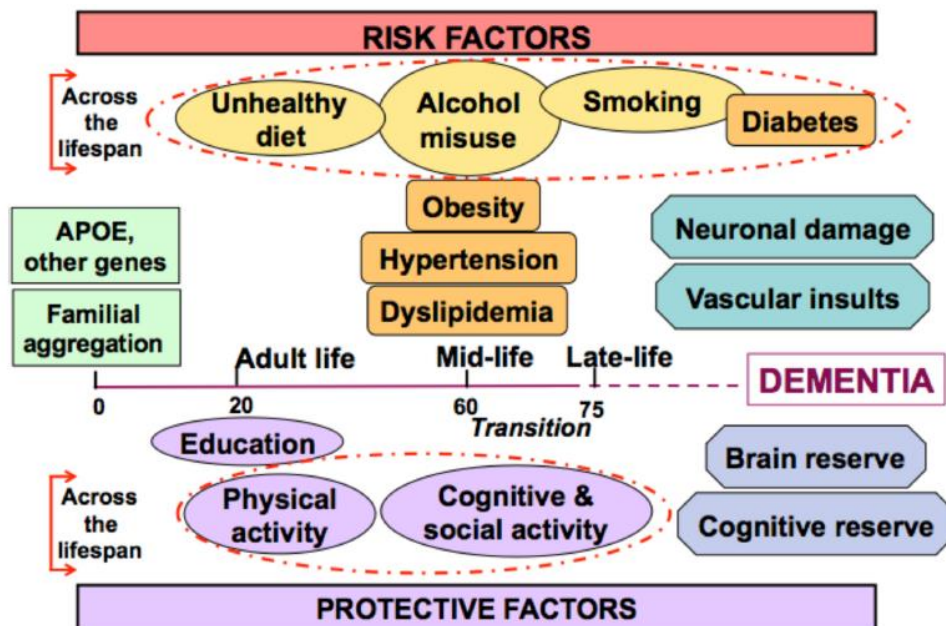 RISK FACTORS
Across
the
lifespan
Unhealthy
diet
Alcohol
misuse
Smoking
Diabetes
Obesity
Hypertension
Dyslipidemia
APOE,
other genes
Familial
aggregation
Neuronal damage
Vascular insults
Adult life
Mid-life
Late-life
0
20
60
75
Transition
DEMENTIA
Education
Across
the
lifespan
Physical
activity
Cognitive &
social activity
Brain reserve
Cognitive reserve
PROTECTIVE FACTORS